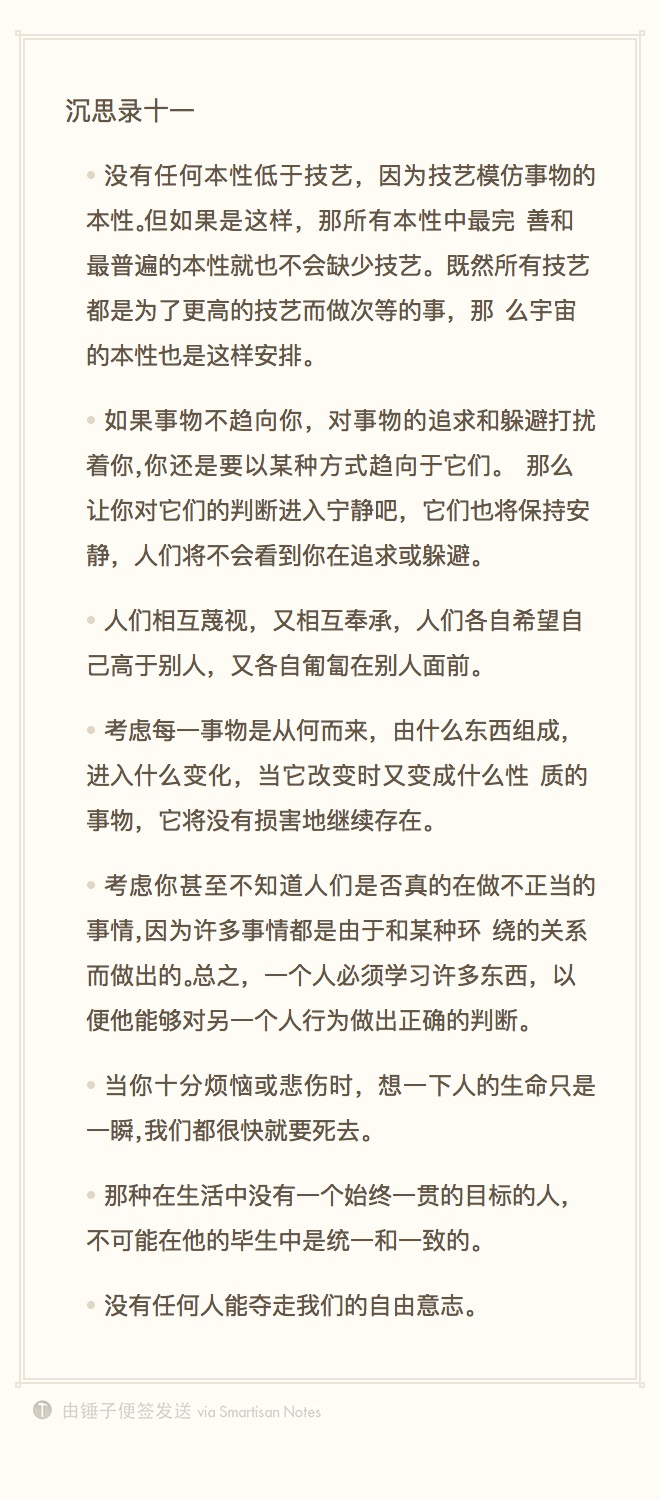 沉思录十一
没有任何本性低于技艺，因为技艺模仿事物的
本性。但如果是这样，那所有本性中最完 善和
最普遍的本性就也不会缺少技艺。既然所有技艺
都是为了更高的技艺而做次等的事，那 么宇宙
的本性也是这样安排。
如果事物不趋向你，对事物的追求和躲避打扰
着你,你还是要以某种方式趋向于它们。 那么
让你对它们的判断进入宁静吧，它们也将保持安
静，人们将不会看到你在追求或躲避。
人们相互蔑视，又相互奉承，人们各自希望自
己高于别人，又各自匍匐在别人面前。
考虑每一事物是从何而来，由什么东西组成，
进入什么变化，当它改变时又变成什么性 质的
事物，它将没有损害地继续存在。
考虑你甚至不知道人们是否真的在做不正当的
事情,因为许多事情都是由于和某种环 绕的关系
而做出的。总之，一个人必须学习许多东西，以
便他能够对另一个人行为做出正确的判断。
当你十分烦恼或悲伤时，想一下人的生命只是
一瞬,我们都很快就要死去。
那种在生活中没有一个始终一贯的目标的人，
不可能在他的毕生中是统一和一致的。
没有任何人能夺走我们的自由意志。
由锤子便签发送 via Smartisan Notes